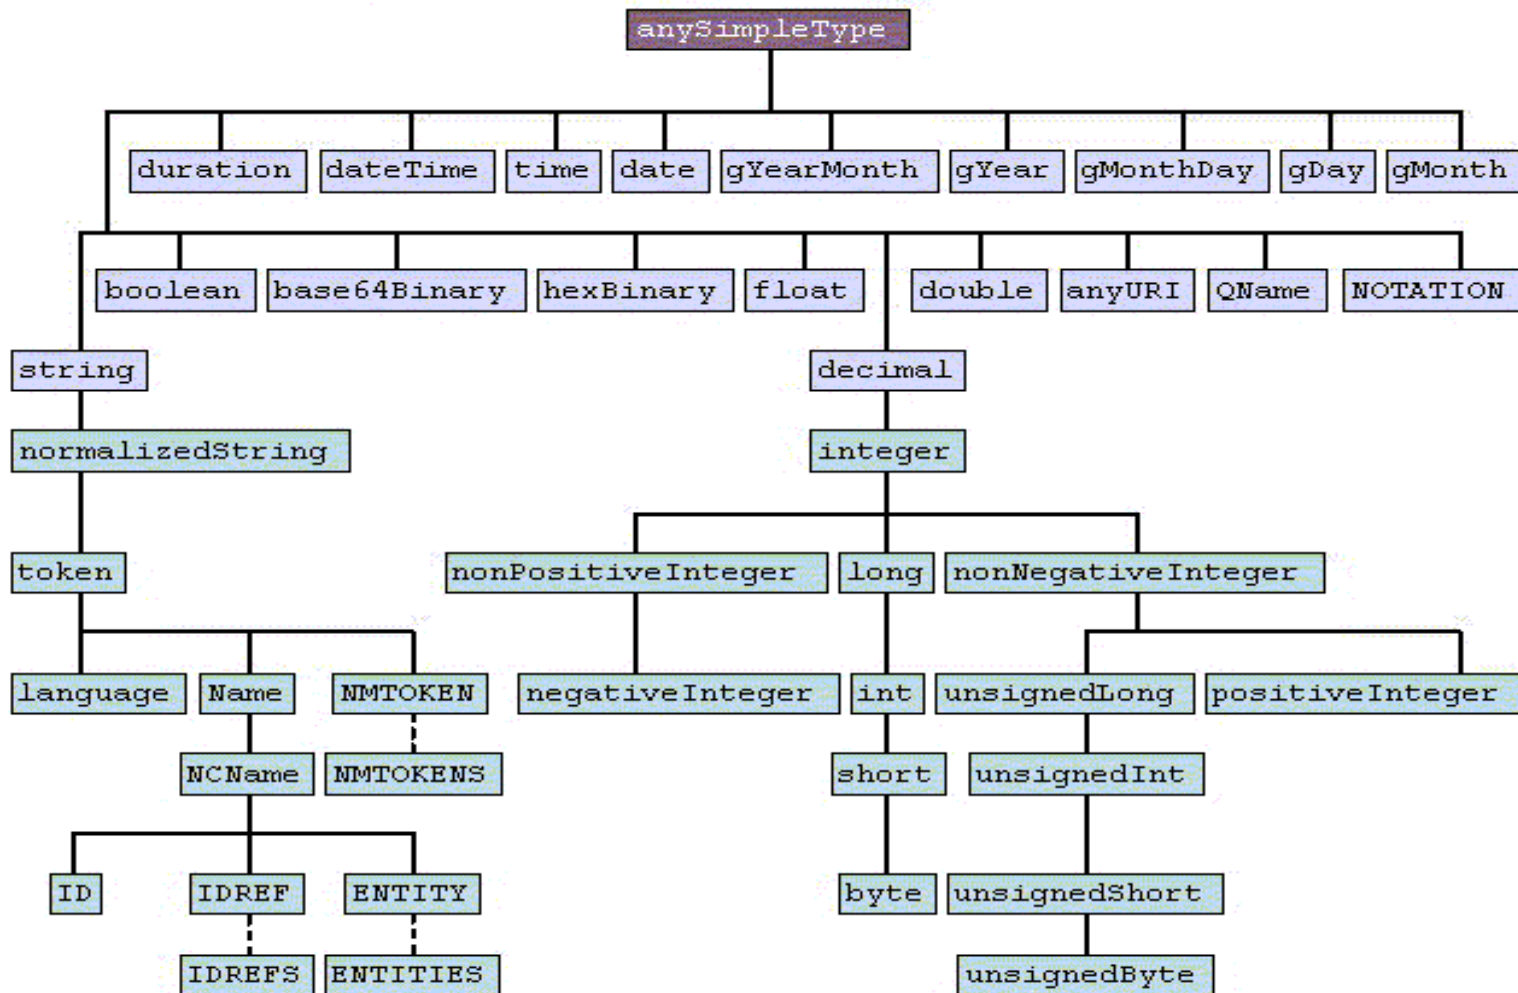 anySimpleType
duration dateTime time date gYearMonth gYear gMonthDay gDay gMonth
boolean base64Binary hexBinary float double anyURI QName NOTATION
string decimal
normalizedString integer
token nonPositiveInteger long nonNegativeInteger
language Name NMTOKEN negativeInteger int unsignedLong positiveInteger
NCName NMTOKENS short unsignedInt
ID IDREF ENTITY byte unsignedShort
IDREFS ENTITIES unsignedByte